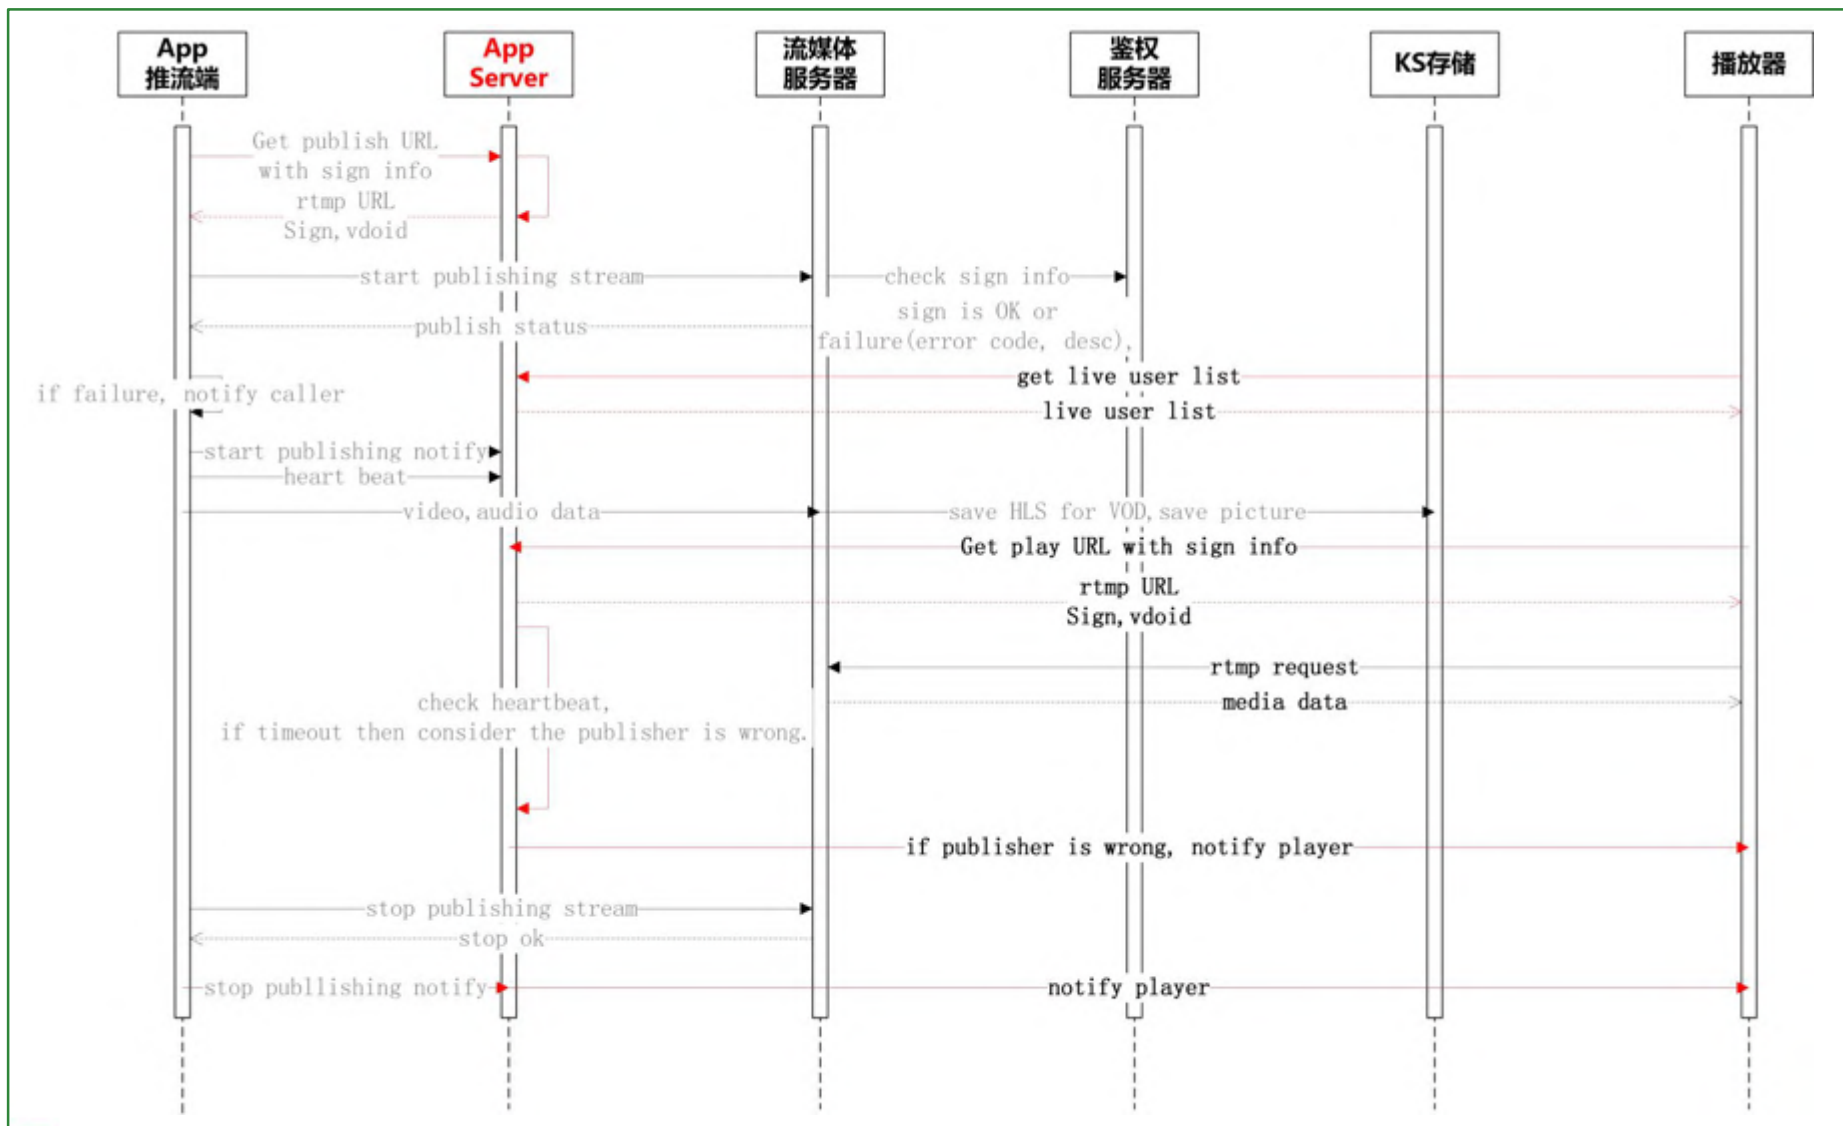 App
推流端
App
Server
流媒体
服务器
鉴权
服务器
KS存储
播放器
Get publish URL
with sign info
rtmp URL
Sign,vdoid
start publishing stream
check sign info
sign is OK or
failure(error code, desc),
publish status
get live user list
if failure, notify caller
live user list
start publishing notify
heart beat
video,audio data
save HLS for VOD,save picture
Get play URL with sign info
rtmp URL
Sign,vdoid
rtmp request
check heartbeat,
if timeout then consider the publisher is wrong.
media data
if publisher is wrong, notify player
stop publishing stream
stop ok
stop publlishing notify
notify player